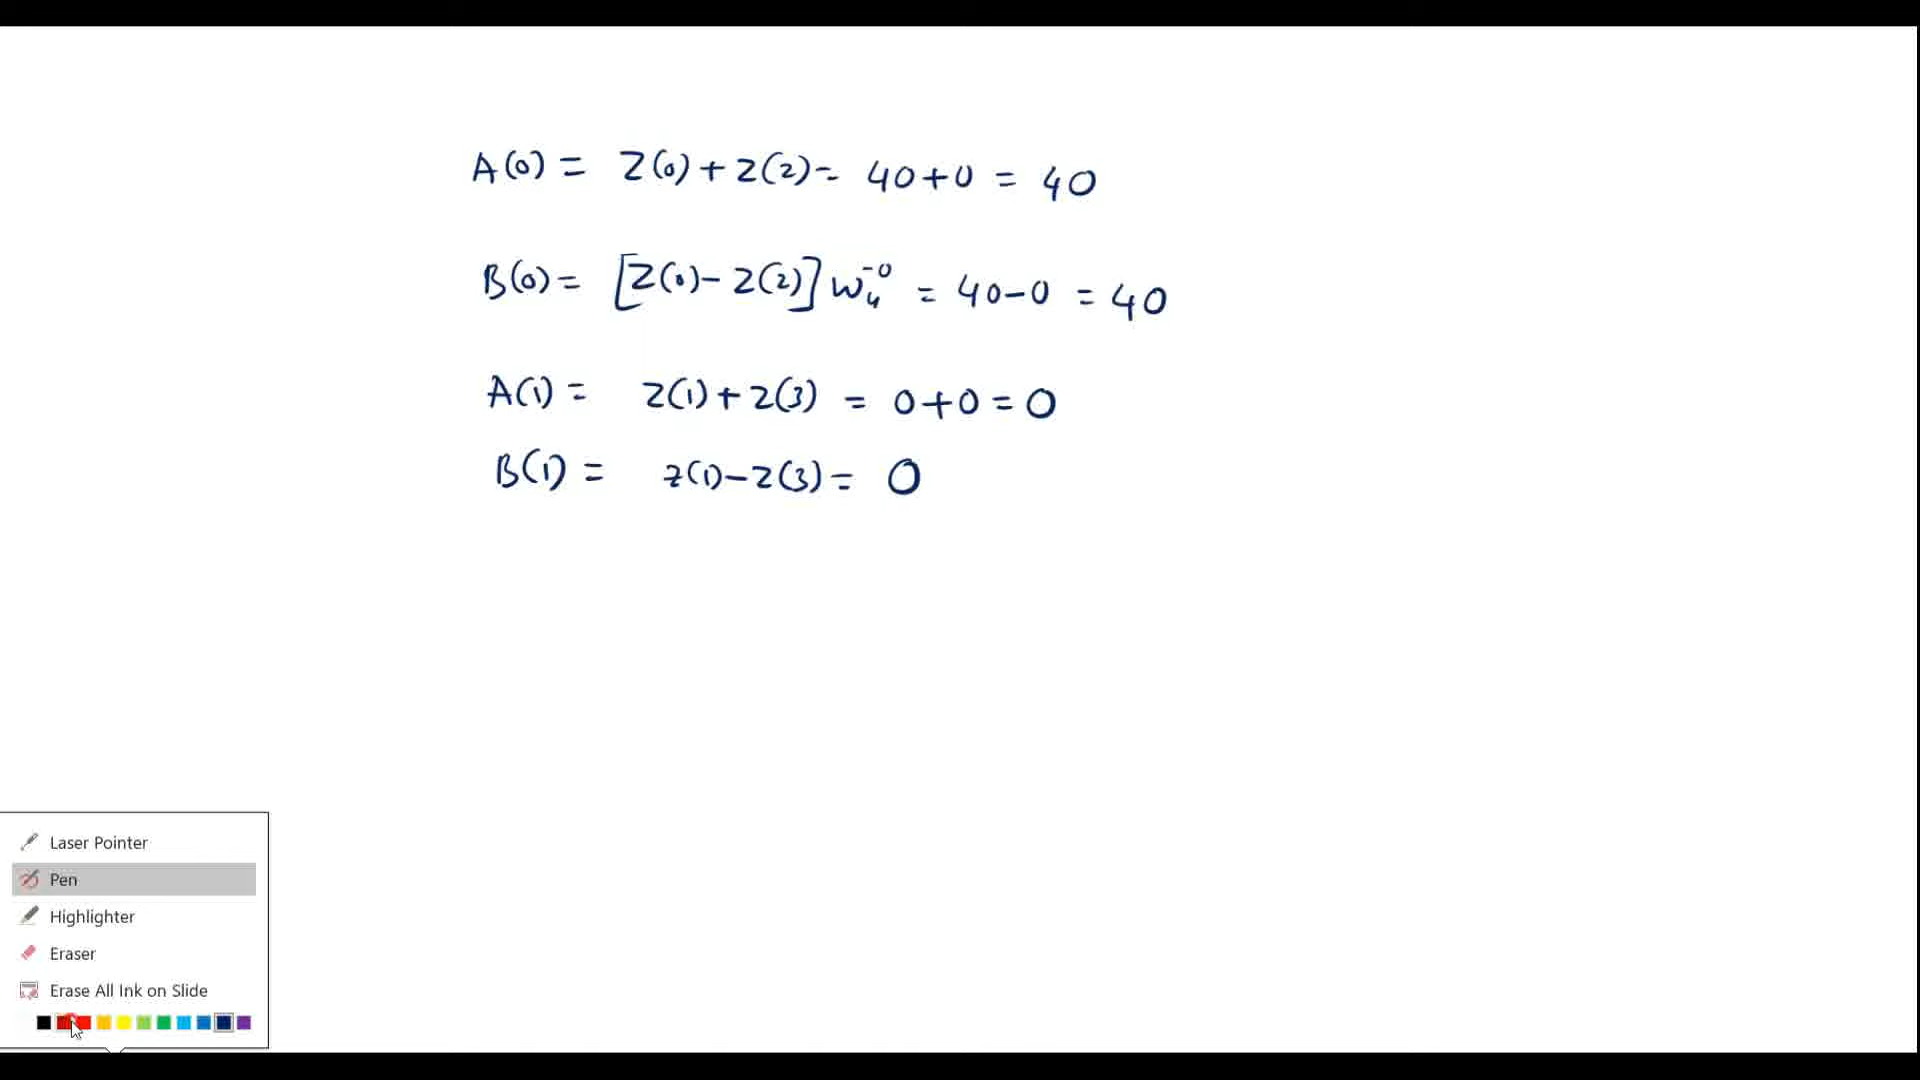 A(0) = Z(0) + Z(2) = 40+0 = 40
B(0) = [Z(0) - Z(2)] W₄⁻⁰ = 40-0 = 40
A(1) = Z(1) + Z(3) = 0+0 = 0
B(1) = Z(1) - Z(3) = 0
Laser Pointer
Pen
Highlighter
Eraser
Erase All Ink on Slide